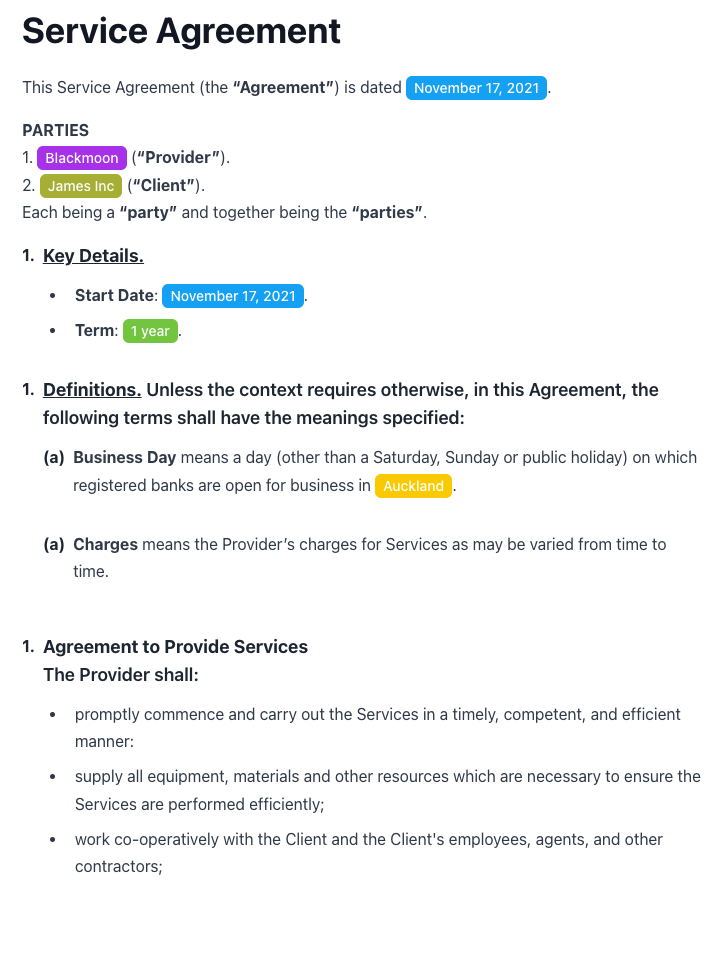 Service Agreement
This Service Agreement (the “Agreement”) is dated November 17, 2021.
PARTIES
1. Blackmoon (“Provider”).
2. James Inc (“Client”).
Each being a “party” and together being the “parties”.
1. Key Details.
• Start Date: November 17, 2021.
• Term: 1 year.
1. Definitions. Unless the context requires otherwise, in this Agreement, the
following terms shall have the meanings specified:
(a) Business Day means a day (other than a Saturday, Sunday or public holiday) on which
registered banks are open for business in Auckland.
(a) Charges means the Provider’s charges for Services as may be varied from time to
time.
1. Agreement to Provide Services
The Provider shall:
• promptly commence and carry out the Services in a timely, competent, and efficient
manner:
• supply all equipment, materials and other resources which are necessary to ensure the
Services are performed efficiently;
• work co-operatively with the Client and the Client's employees, agents, and other
contractors;